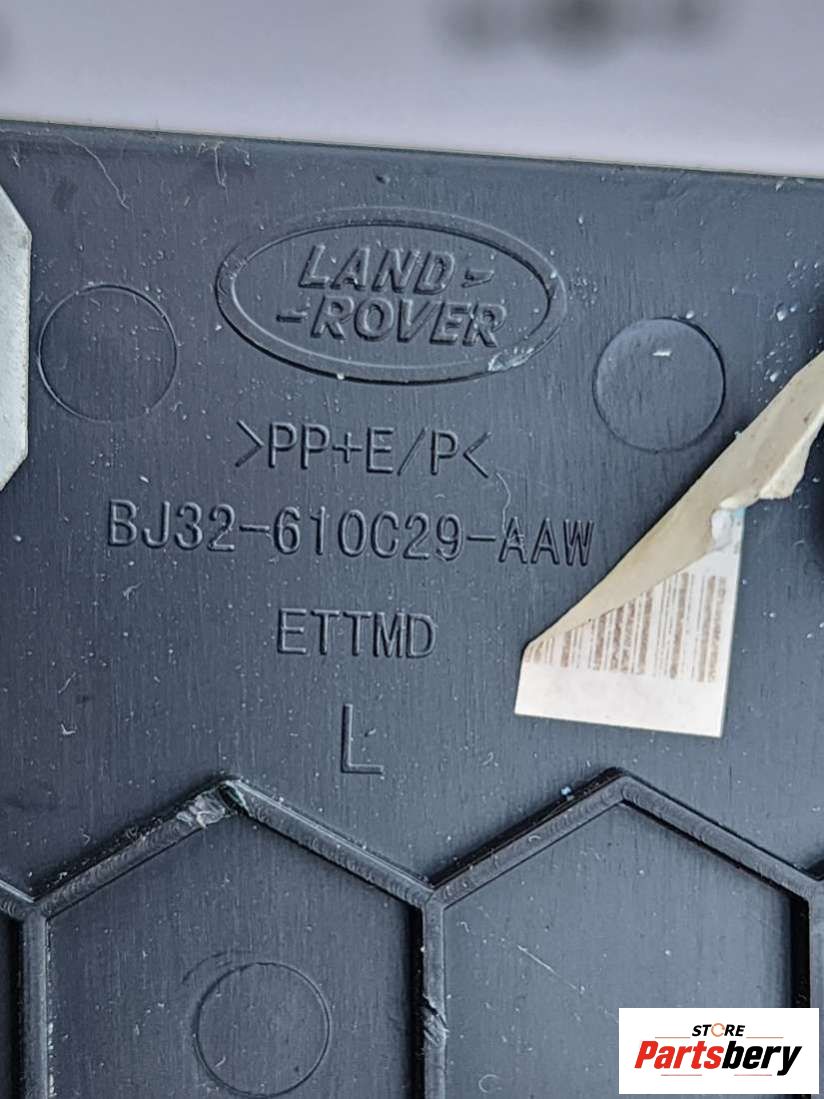 LAND-
-ROVER
>PP+E/P<
BJ32-610C29-AAW
ETTMD
L
STORE
Partsbery